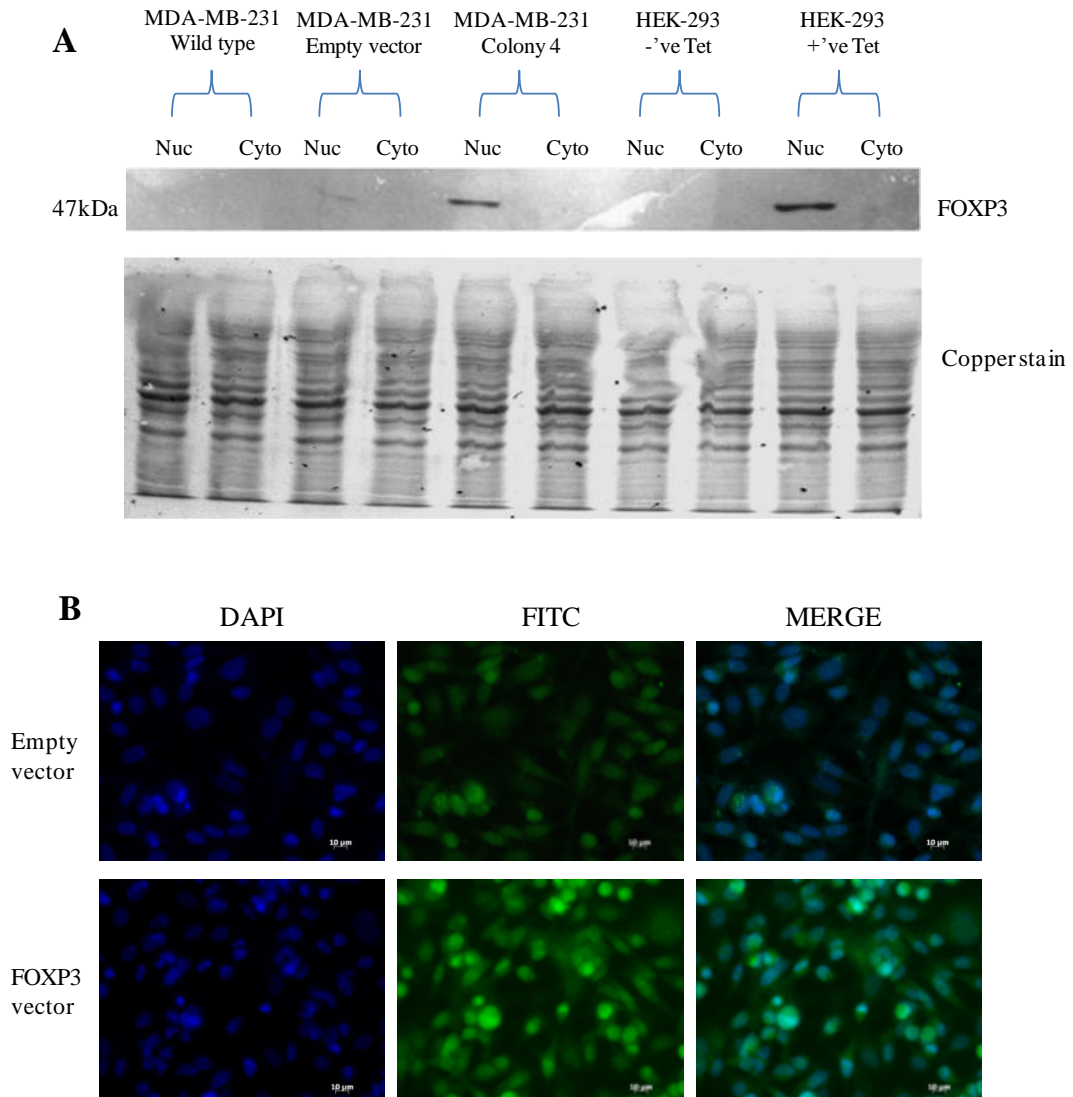 A
MDA-MB-231
Wild type
MDA-MB-231
Empty vector
MDA-MB-231
Colony 4
HEK-293
-'ve Tet
HEK-293
+'ve Tet
Nuc Cyto Nuc Cyto Nuc Cyto Nuc Cyto Nuc Cyto
47kDa
FOXP3
Copper stain
B
DAPI FITC MERGE
Empty
vector
10 µm 10 µm 10 µm
FOXP3
vector
10 µm 10 µm 10 µm